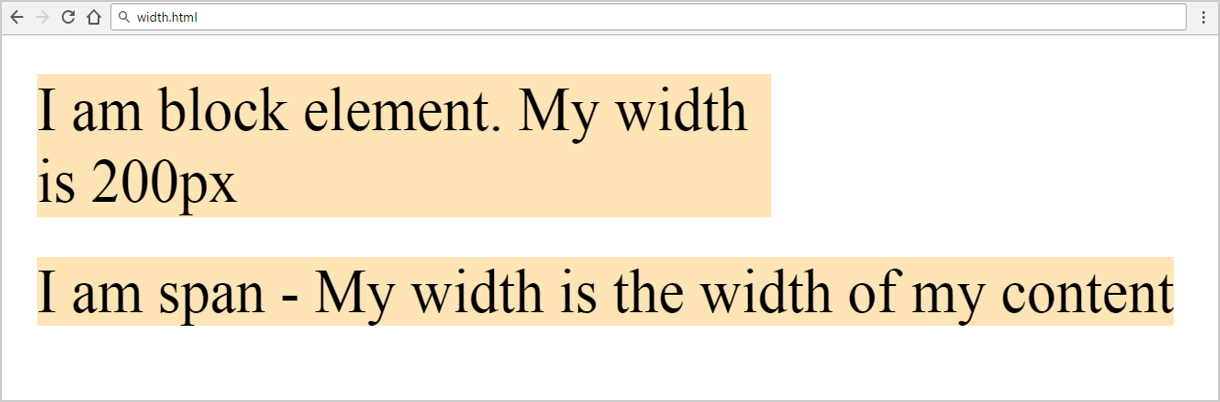 width.html
I am block element. My width
is 200px
I am span - My width is the width of my content